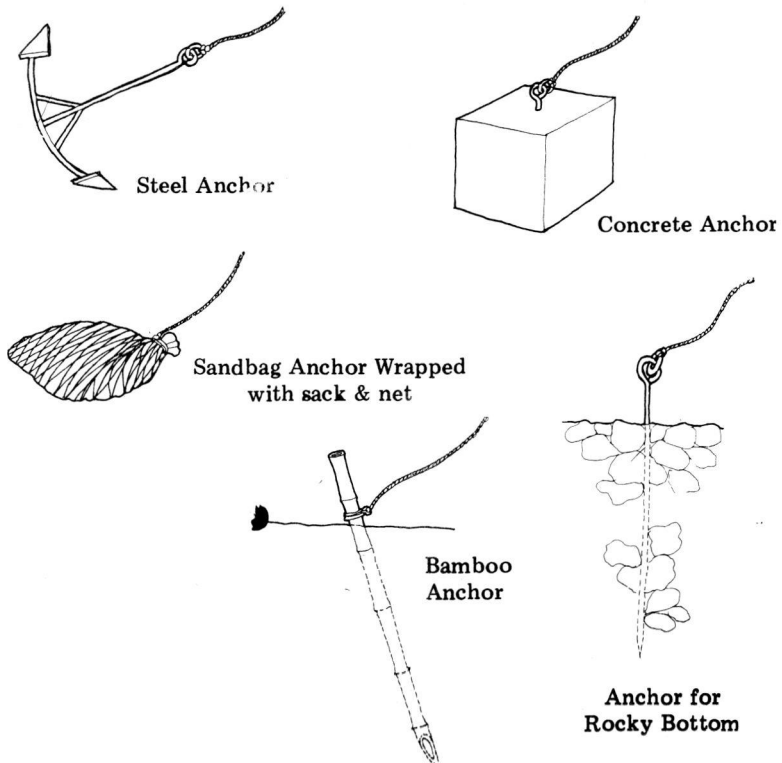 Steel Anchor
Concrete Anchor
Sandbag Anchor Wrapped
with sack & net
Bamboo
Anchor
Anchor for
Rocky Bottom